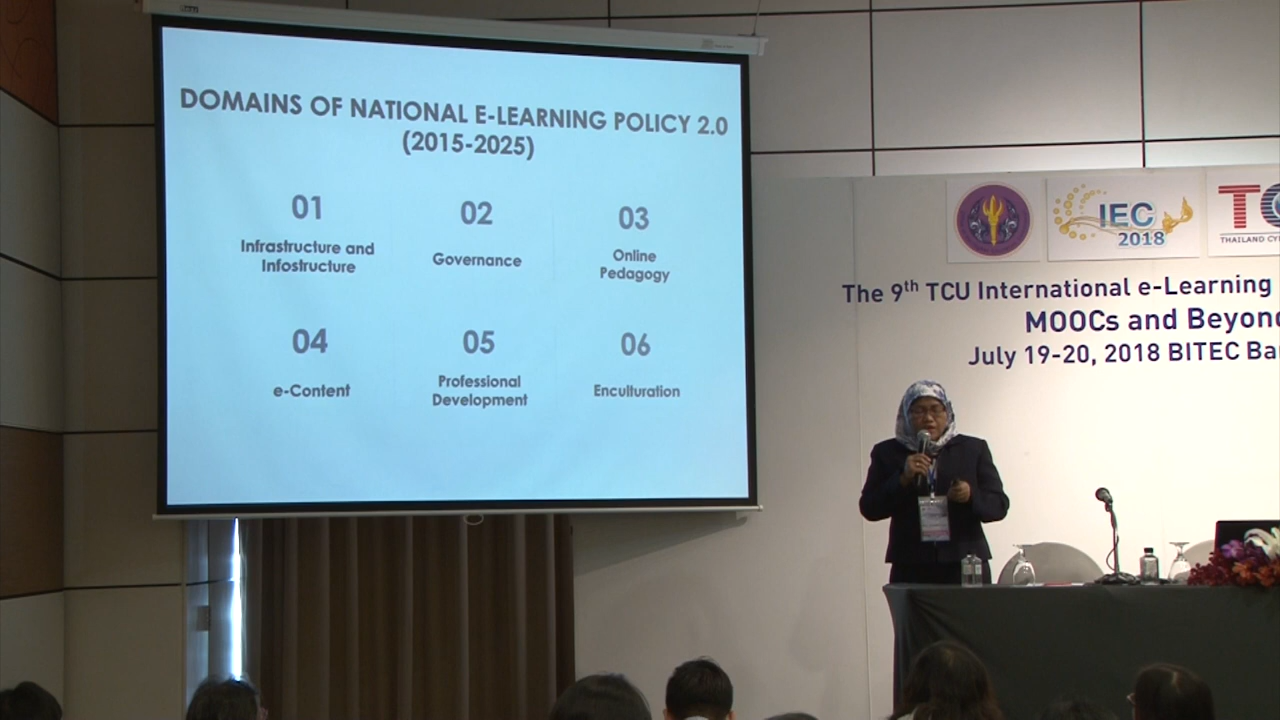 DOMAINS OF NATIONAL E-LEARNING POLICY 2.0
(2015-2025)
01
Infrastructure and
Infostructure
02
Governance
03
Online
Pedagogy
04
e-Content
05
Professional
Development
06
Enculturation
IEC
2018
THAILAND
The 9th TCU International e-Learning
MOOCs and Beyond
July 19-20, 2018 BITEC